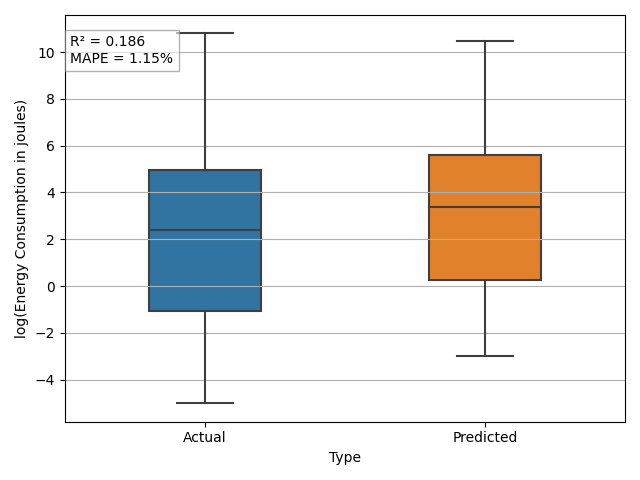 R² = 0.186
MAPE = 1.15%
log(Energy Consumption in joules)
10
8
6
4
2
0
−2
−4
Actual
Predicted
Type